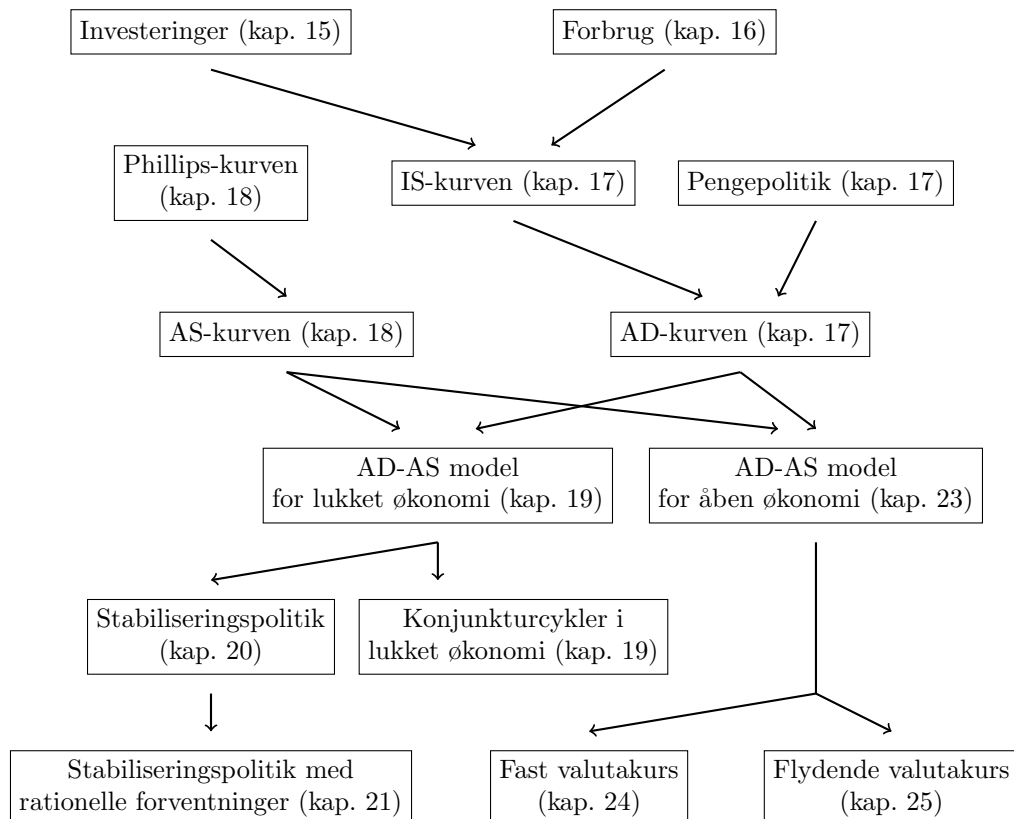 Investeringer (kap. 15)
Forbrug (kap. 16)
Phillips-kurven
(kap. 18)
IS-kurven (kap. 17)
Pengepolitik (kap. 17)
AS-kurven (kap. 18)
AD-kurven (kap. 17)
AD-AS model
for lukket økonomi (kap. 19)
AD-AS model
for åben økonomi (kap. 23)
Stabiliseringspolitik
(kap. 20)
Konjunkturcykler i
lukket økonomi (kap. 19)
Stabiliseringspolitik med
rationelle forventninger (kap. 21)
Fast valutakurs
(kap. 24)
Flydende valutakurs
(kap. 25)